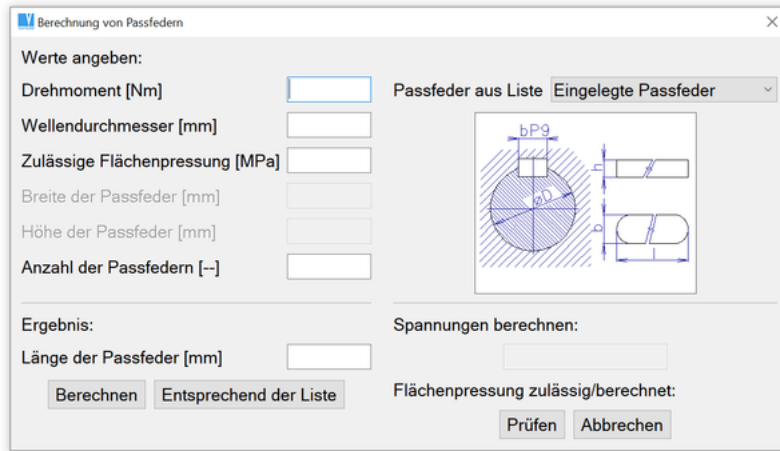 Berechnung von Passfedern
Werte angeben:
Drehmoment [Nm]
Wellendurchmesser [mm]
Zulässige Flächenpressung [MPa]
Breite der Passfeder [mm]
Höhe der Passfeder [mm]
Anzahl der Passfedern [--]
Passfeder aus Liste Eingelegte Passfeder
bP9
øD
h
b
l
Ergebnis:
Länge der Passfeder [mm]
Berechnen Entsprechend der Liste
Spannungen berechnen:
Flächenpressung zulässig/berechnet:
Prüfen Abbrechen